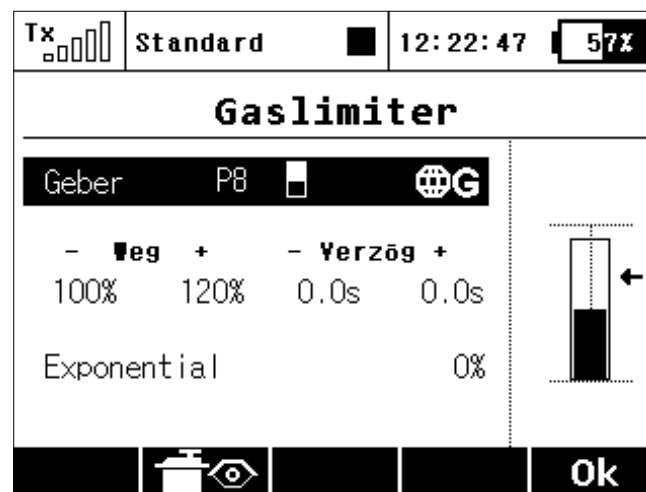 Tx Standard 12:22:47 57%
Gaslimiter
Geber P8 G
- Weg + - Verzög +
100% 120% 0.0s 0.0s
Exponential 0%
Ok